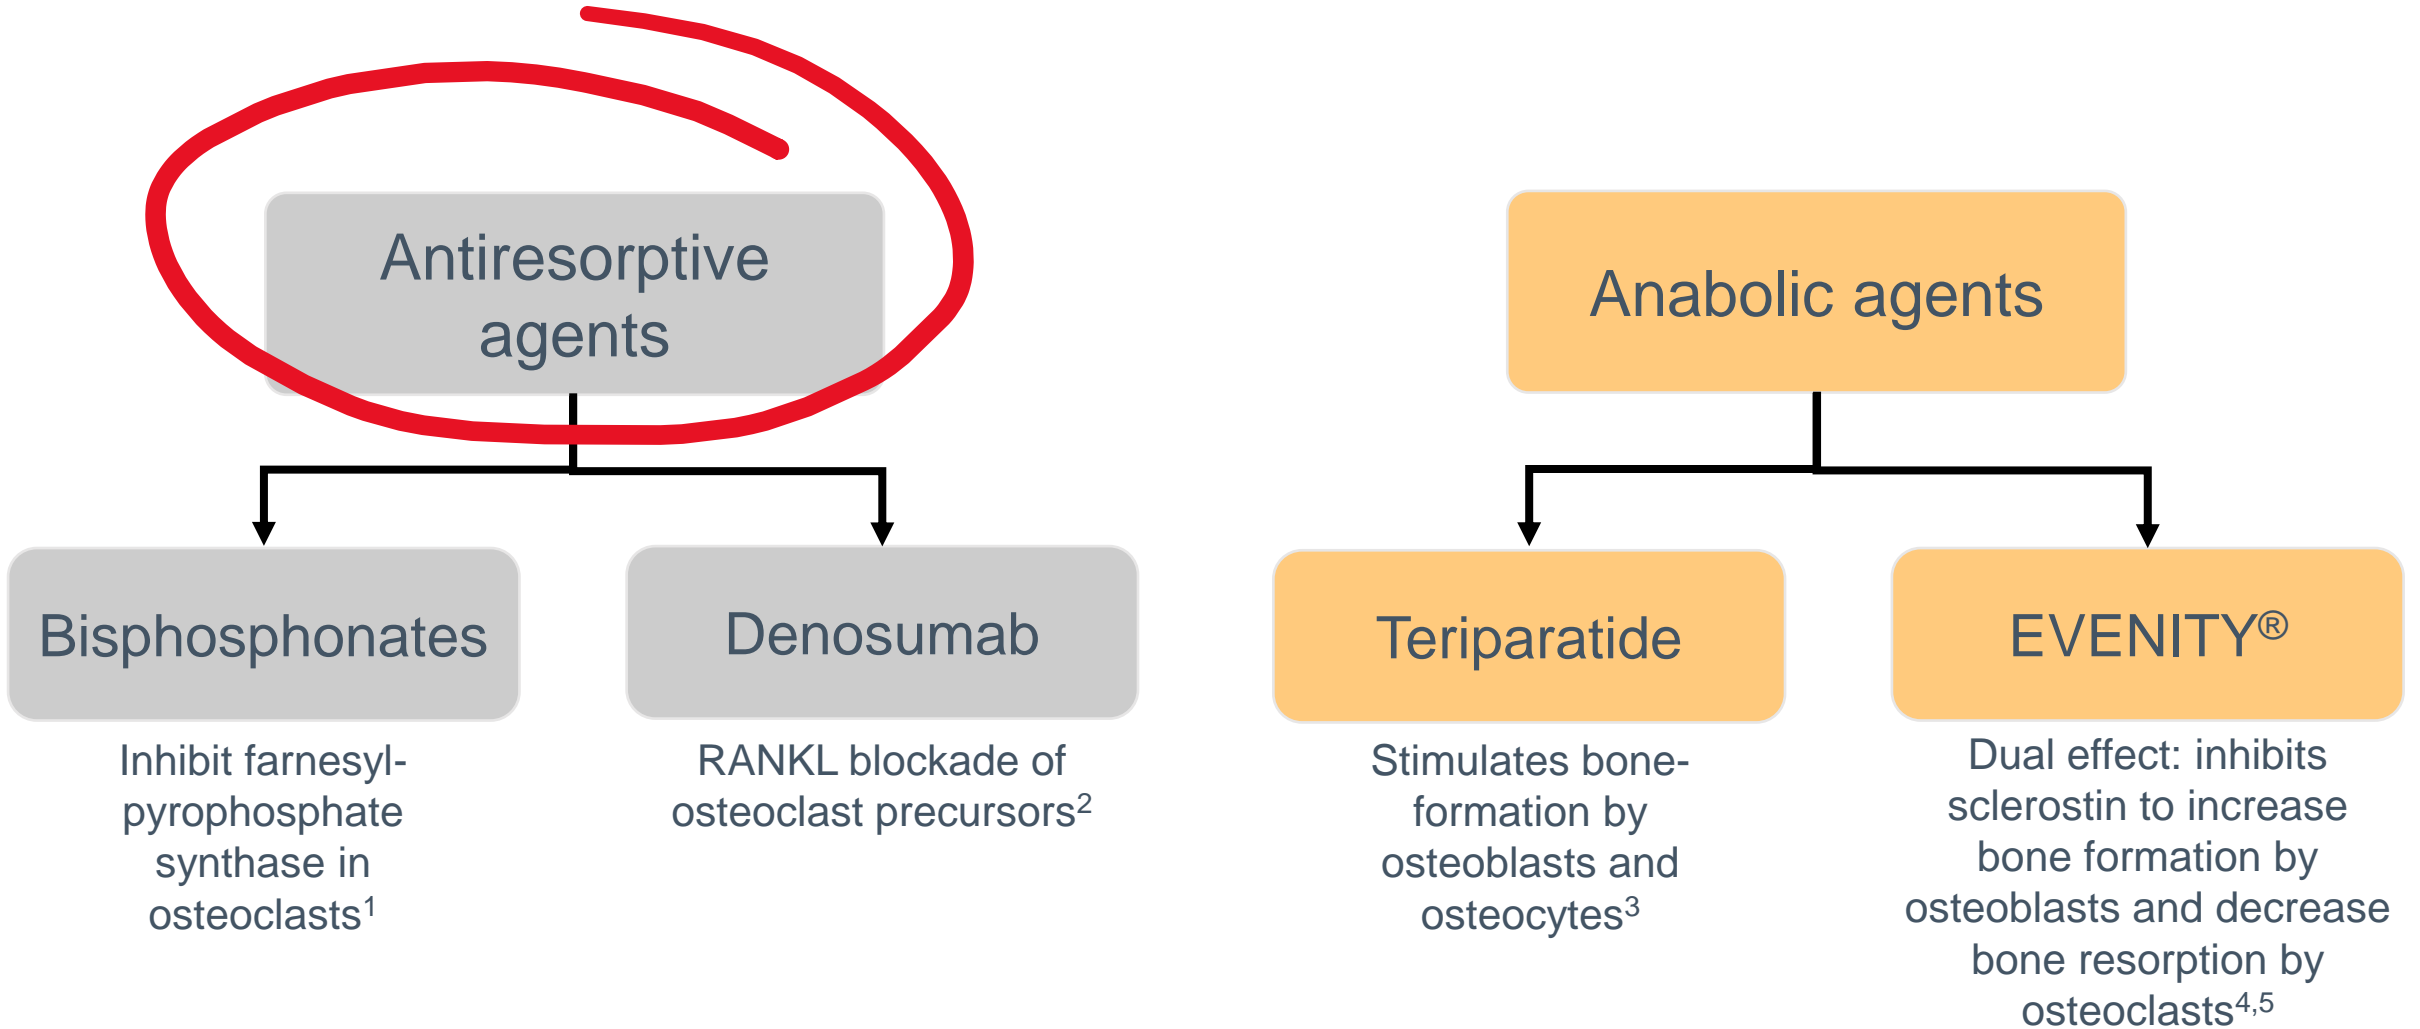 Antiresorptive
agents
Bisphosphonates
Inhibit farnesyl-
pyrophosphate
synthase in
osteoclasts¹
Denosumab
RANKL blockade of
osteoclast precursors²
Anabolic agents
Teriparatide
Stimulates bone-
formation by
osteoblasts and
osteocytes³
EVENITY®
Dual effect: inhibits
sclerostin to increase
bone formation by
osteoblasts and decrease
bone resorption by
osteoclasts⁴,⁵